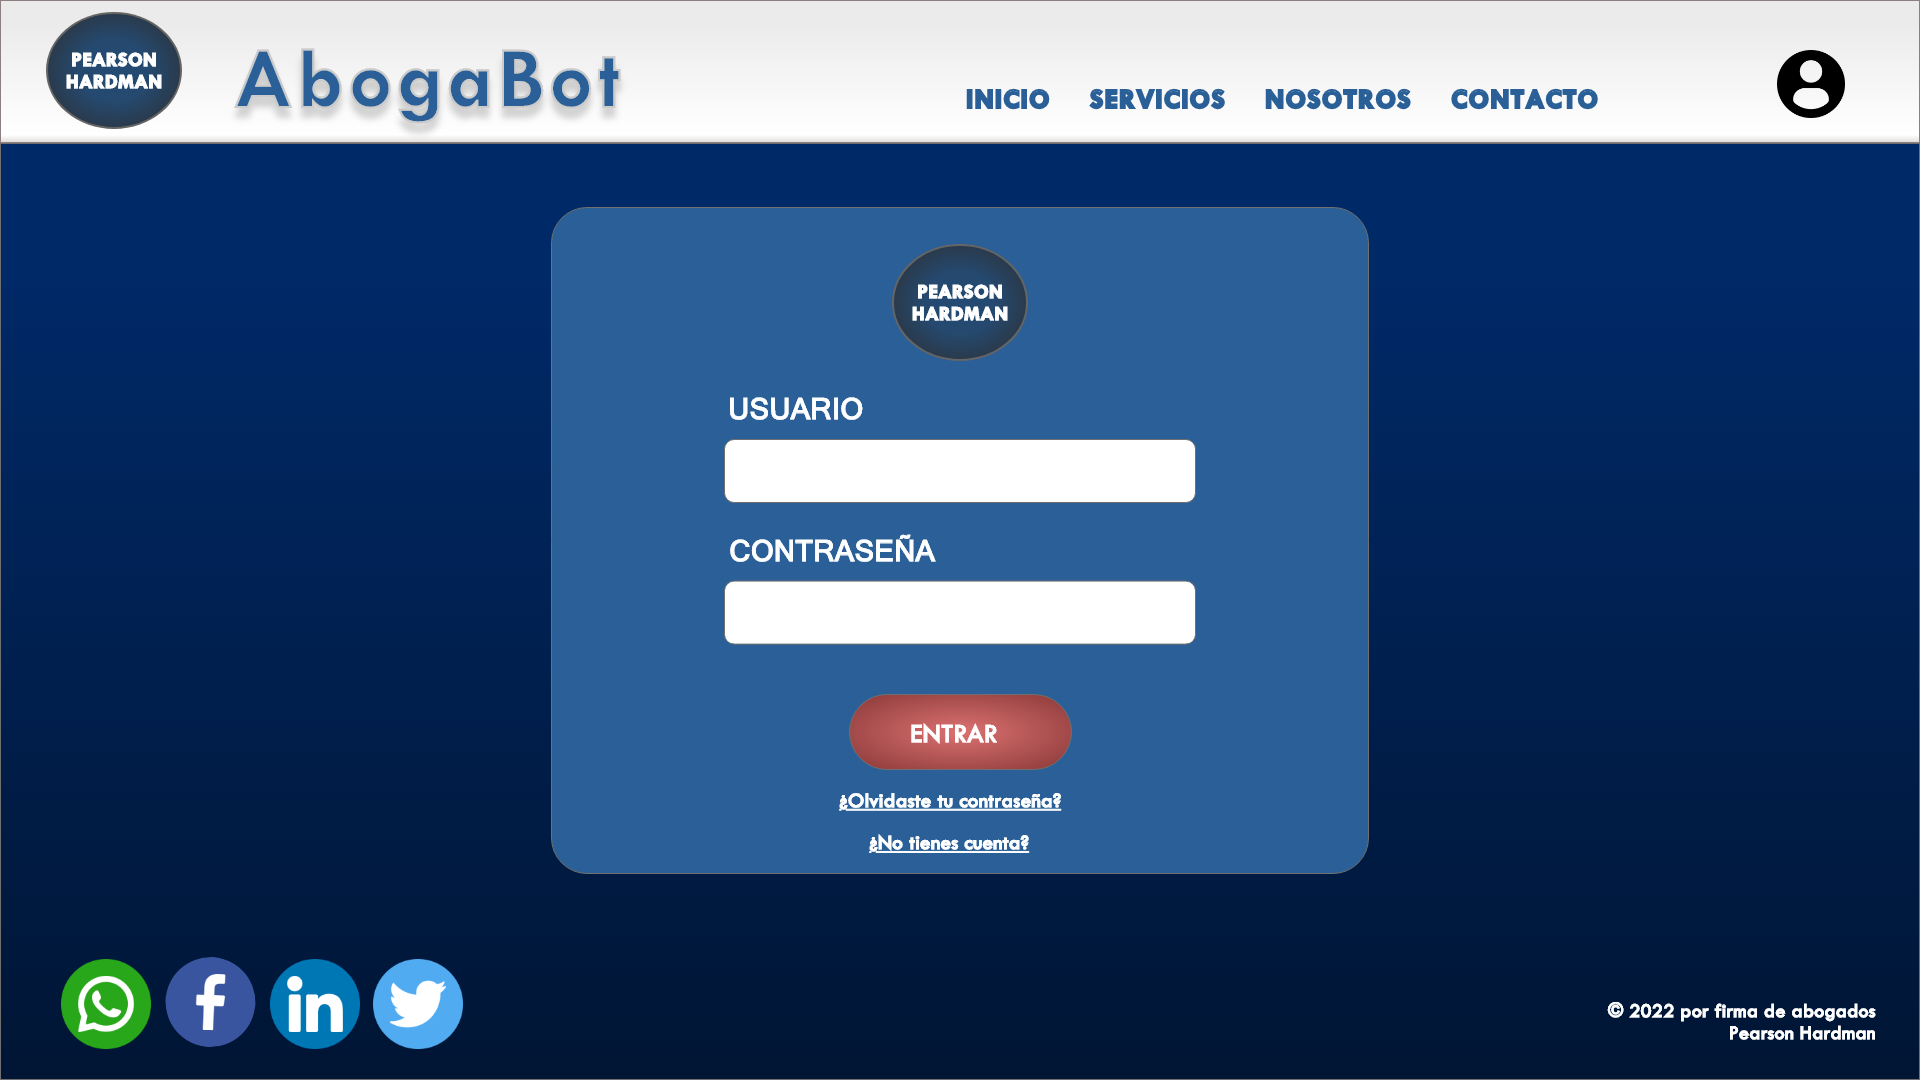 PEARSON
HARDMAN
AbogaBot
INICIO SERVICIOS NOSOTROS CONTACTO
PEARSON
HARDMAN
USUARIO
CONTRASEÑA
ENTRAR
¿Olvidaste tu contraseña?
¿No tienes cuenta?
in
© 2022 por firma de abogados
Pearson Hardman